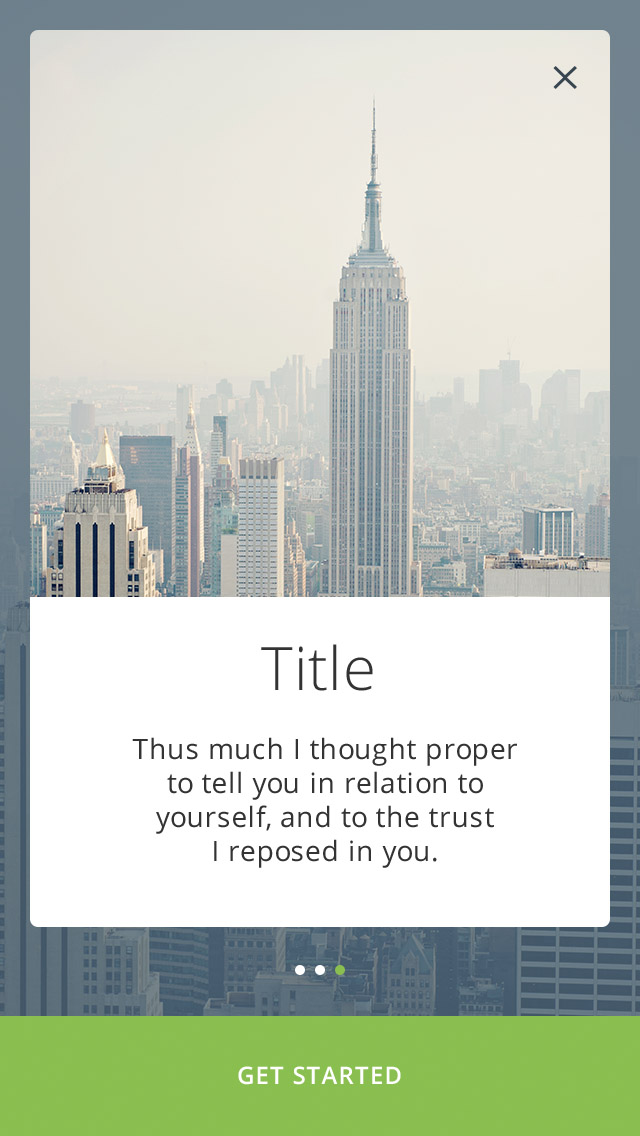 Title
Thus much I thought proper
to tell you in relation to
yourself, and to the trust
I reposed in you.
GET STARTED